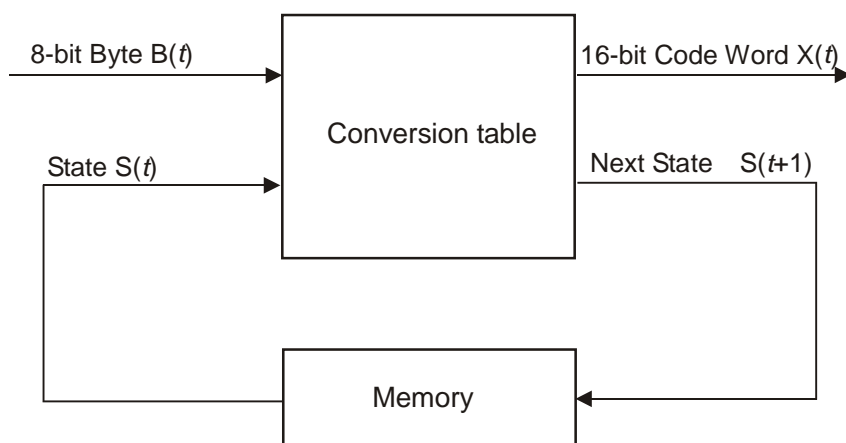 8-bit Byte B(t)
16-bit Code Word X(t)
Conversion table
State S(t)
Next State S(t+1)
Memory